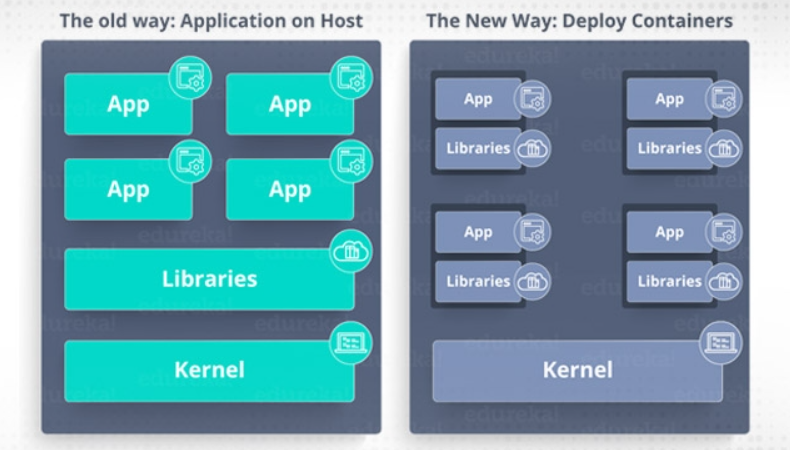 The old way: Application on Host
App
App
App
App
Libraries
Kernel
The New Way: Deploy Containers
App
App
Libraries
Libraries
App
App
Libraries
Libraries
Kernel
edureka!